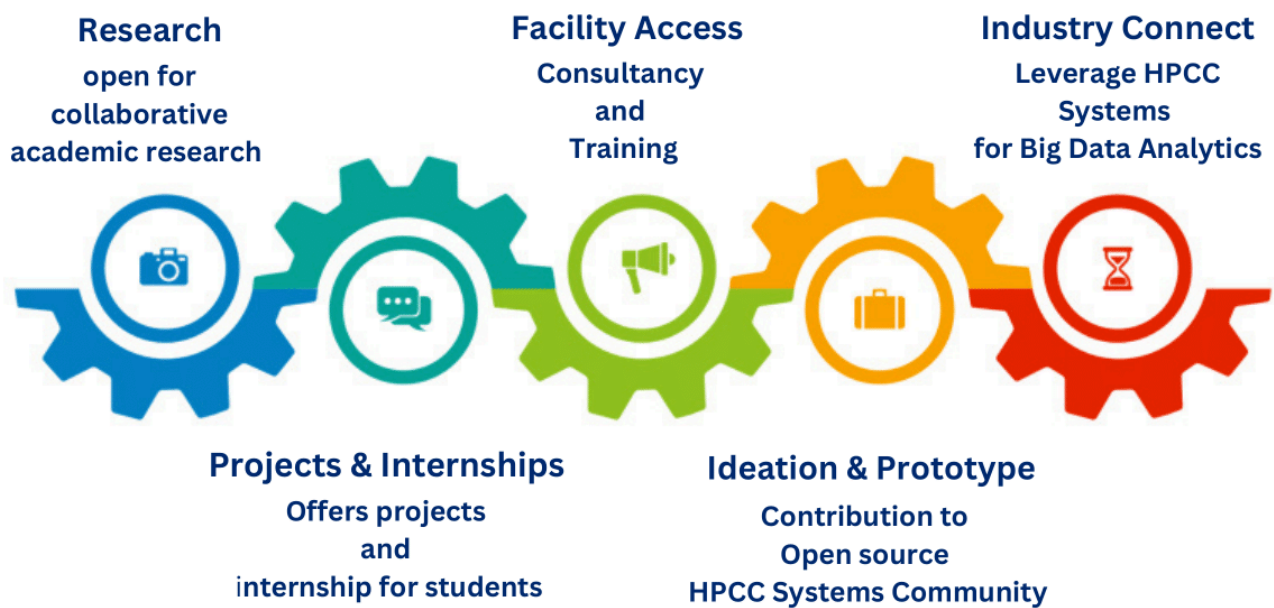 Research
open for
collaborative
academic research
Facility Access
Consultancy
and
Training
Industry Connect
Leverage HPCC
Systems
for Big Data Analytics
Projects & Internships
Offers projects
and
internship for students
Ideation & Prototype
Contribution to
Open source
HPCC Systems Community